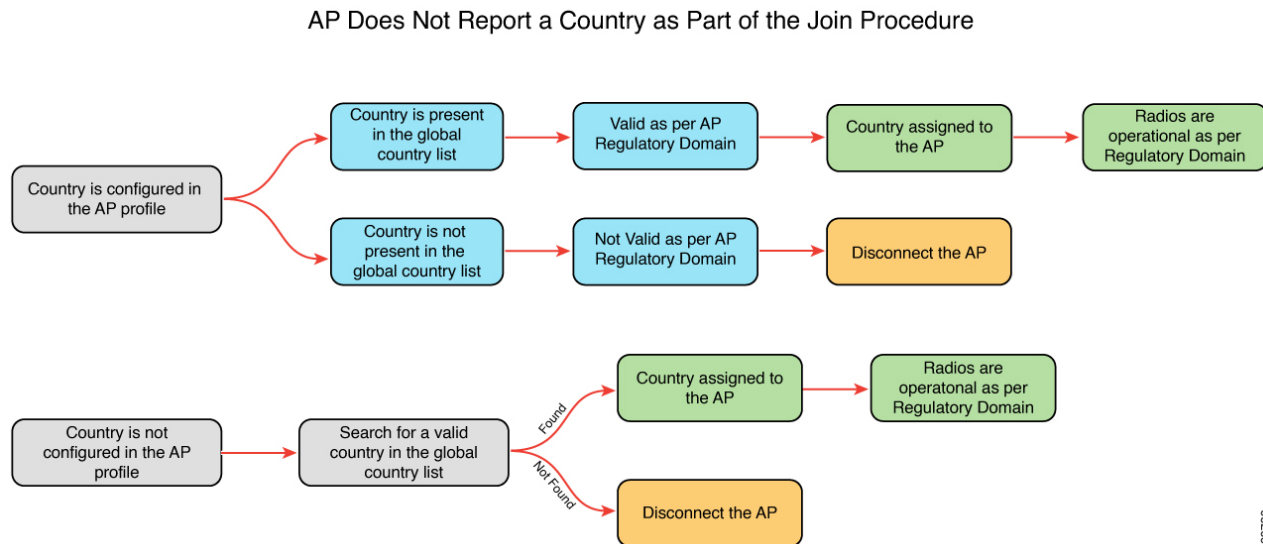 AP Does Not Report a Country as Part of the Join Procedure
Country is configured in
the AP profile
Country is present
in the global
country list
Valid as per AP
Regulatory Domain
Country assigned to
the AP
Radios are
operational as per
Regulatory Domain
Country is not
present in the
global country list
Not Valid as per AP
Regulatory Domain
Disconnect the AP
Country is not
configured in the AP
profile
Search for a valid
country in the global
country list
Found
Country assigned to
the AP
Radios are
operatonal as per
Regulatory Domain
Not Found
Disconnect the AP